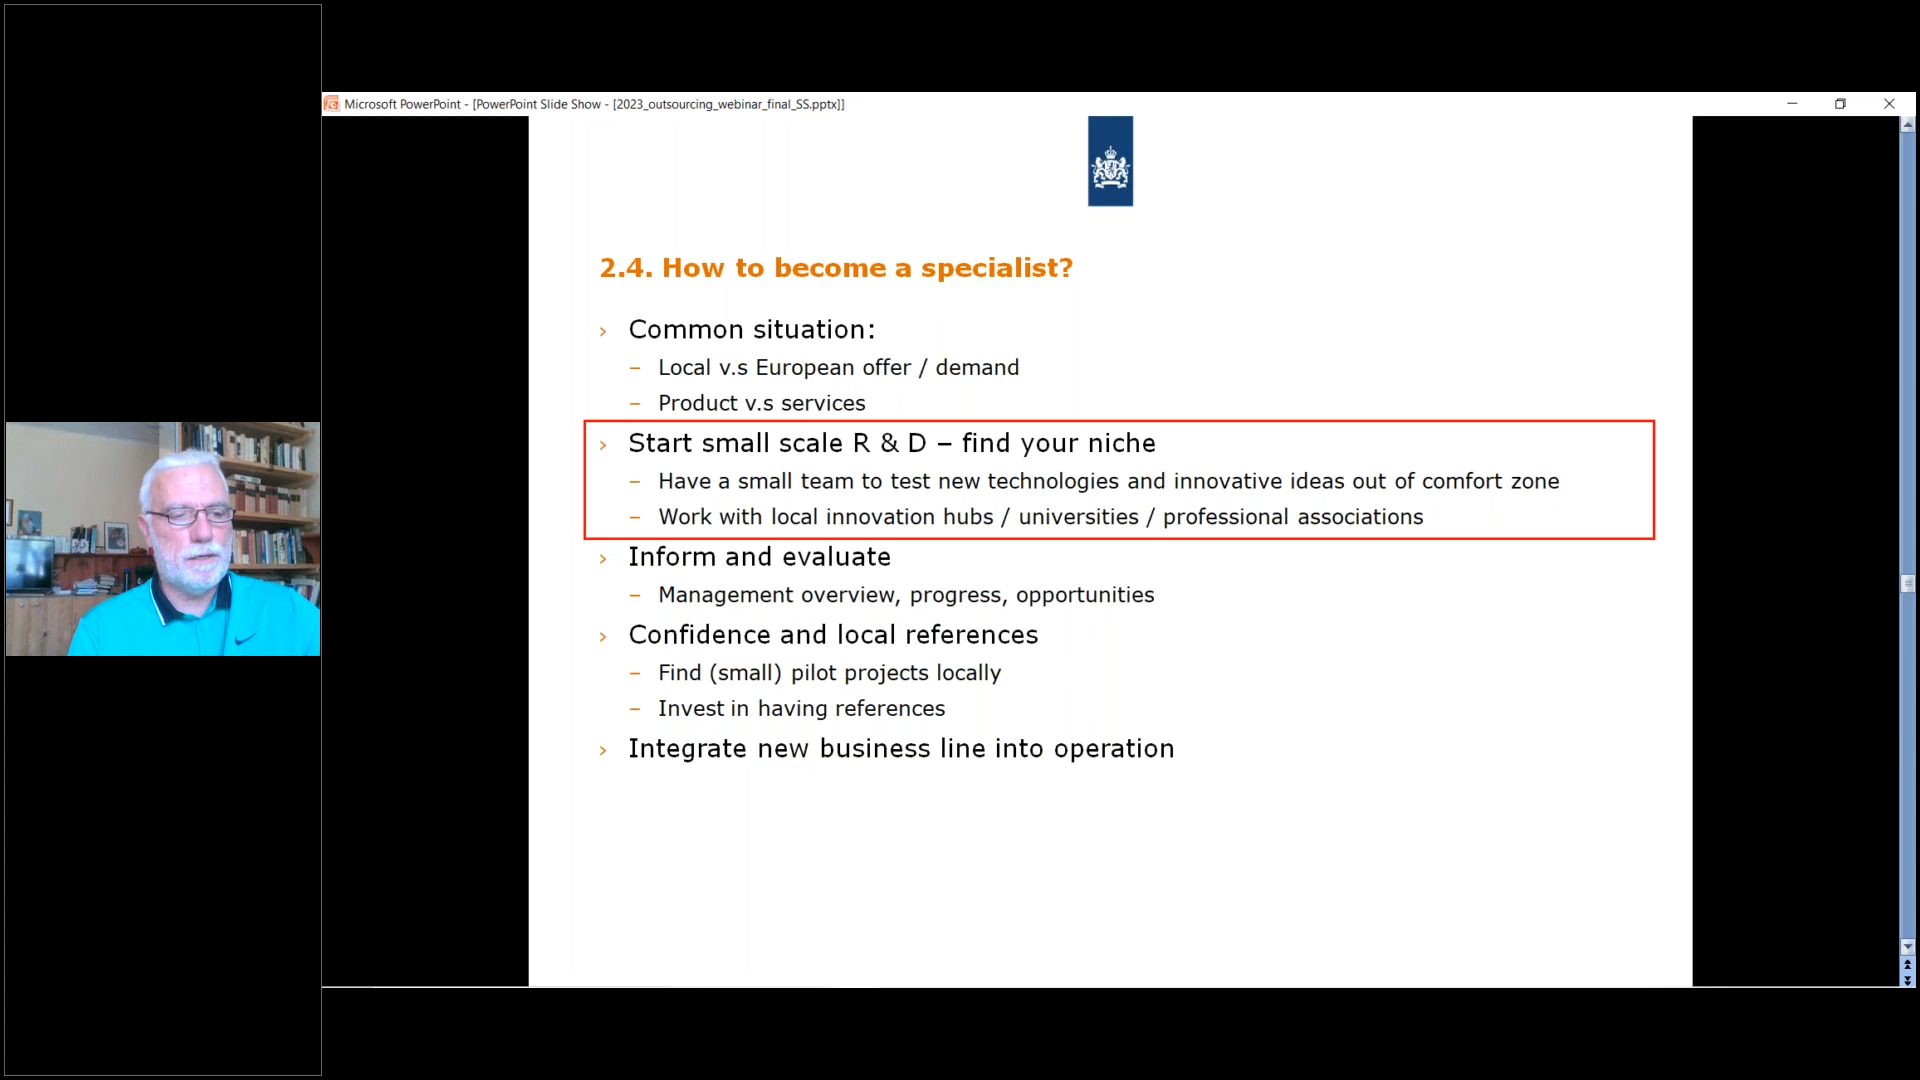 Microsoft PowerPoint - [PowerPoint Slide Show - [2023_outsourcing_webinar_final_SS.pptx]]
2.4. How to become a specialist?
› Common situation:
– Local v.s European offer / demand
– Product v.s services
› Start small scale R & D – find your niche
– Have a small team to test new technologies and innovative ideas out of comfort zone
– Work with local innovation hubs / universities / professional associations
› Inform and evaluate
– Management overview, progress, opportunities
› Confidence and local references
– Find (small) pilot projects locally
– Invest in having references
› Integrate new business line into operation